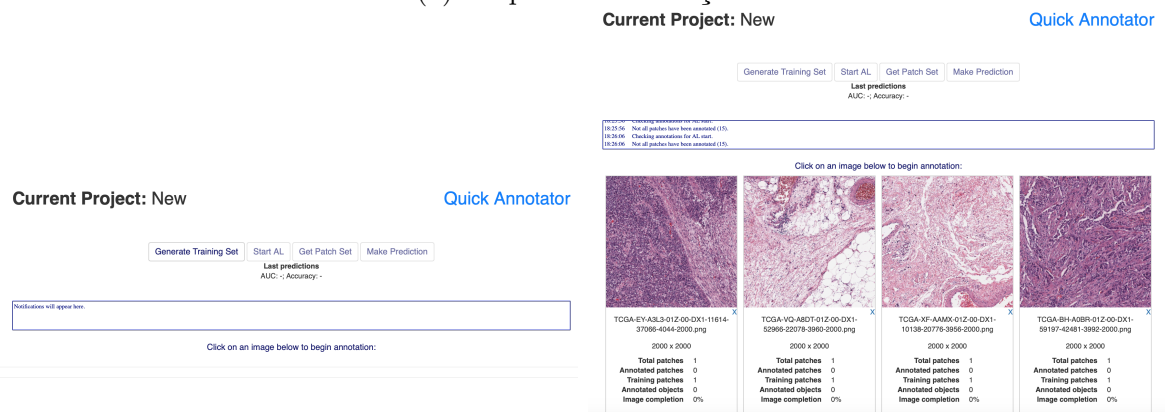 Current Project: New Quick Annotator
Generate Training Set Start AL Get Patch Set Make Prediction
Last predictions
AUC: -; Accuracy: -
Notifications will appear here.
Click on an image below to begin annotation:
Current Project: New Quick Annotator
Generate Training Set Start AL Get Patch Set Make Prediction
Last predictions
AUC: -; Accuracy: -
18:25:56 Checking annotations for AL start.
18:25:56 Not all patches have been annotated (15).
18:26:06 Checking annotations for AL start.
18:26:06 Not all patches have been annotated (15).
Click on an image below to begin annotation:
X X X X
TCGA-EY-A3L3-01Z-00-DX1-11614-
37066-4044-2000.png
2000 x 2000
Total patches 1
Annotated patches 0
Training patches 1
Annotated objects 0
Image completion 0%
TCGA-VQ-A8DT-01Z-00-DX1-
52966-22078-3960-2000.png
2000 x 2000
Total patches 1
Annotated patches 0
Training patches 1
Annotated objects 0
Image completion 0%
TCGA-XF-AAMX-01Z-00-DX1-
10138-20776-3956-2000.png
2000 x 2000
Total patches 1
Annotated patches 0
Training patches 1
Annotated objects 0
Image completion 0%
TCGA-BH-A0BR-01Z-00-DX1-
59197-42481-3992-2000.png
2000 x 2000
Total patches 1
Annotated patches 0
Training patches 1
Annotated objects 0
Image completion 0%